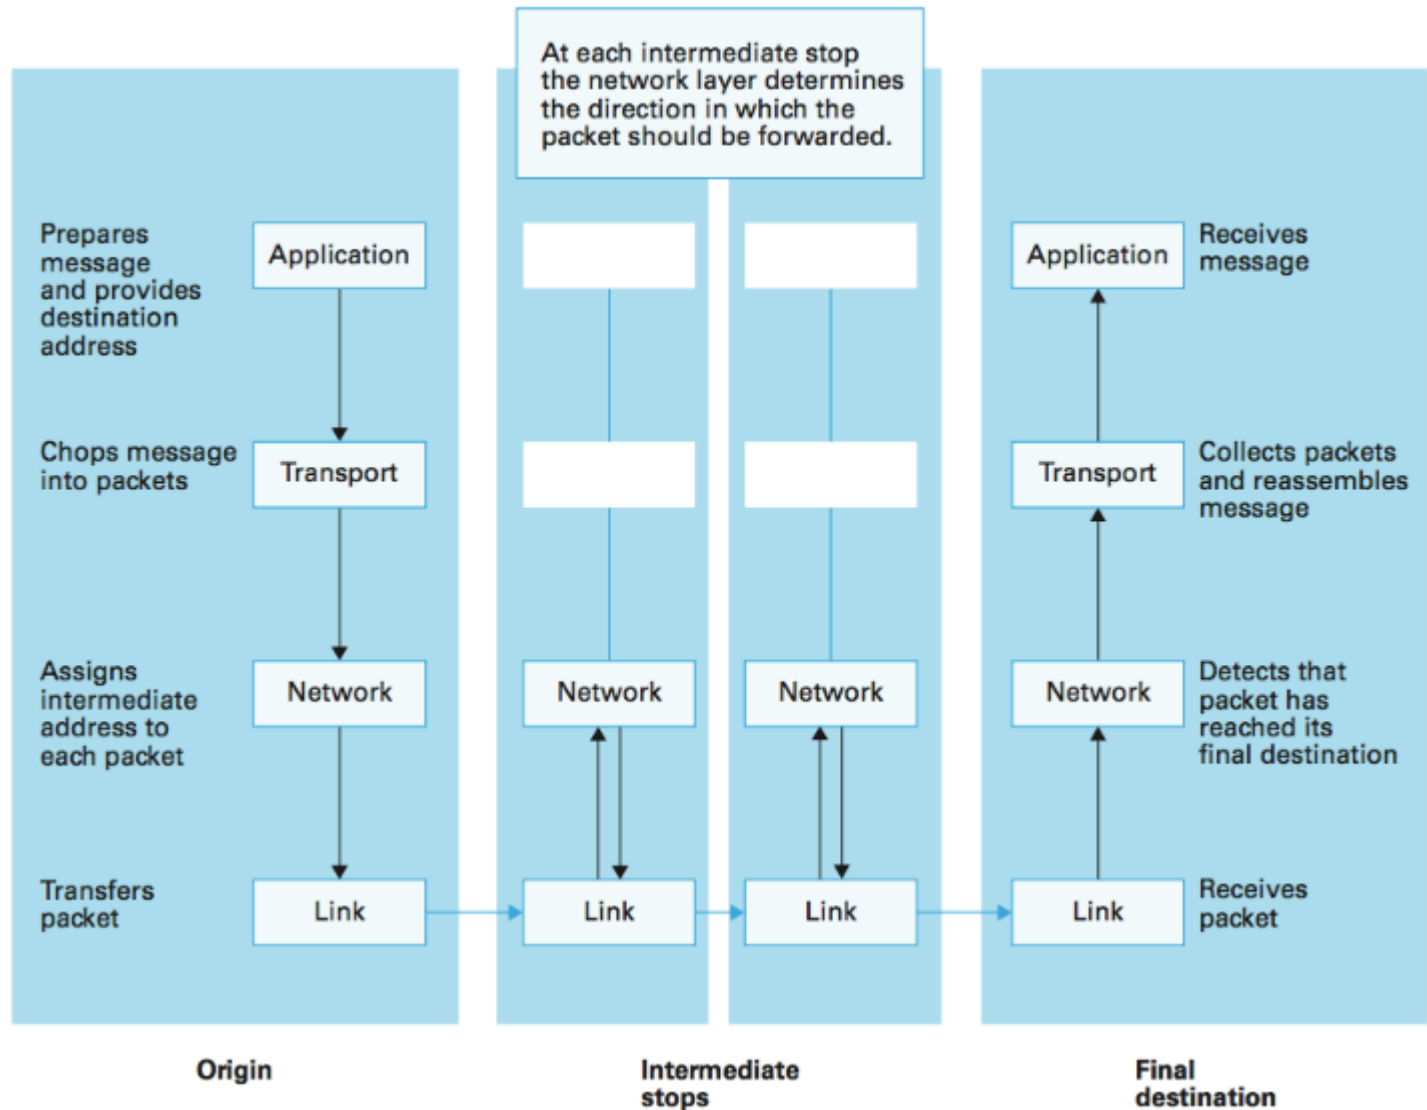 At each intermediate stop
the network layer determines
the direction in which the
packet should be forwarded.
Prepares
message
and provides
destination
address
Application
Application
Receives
message
Chops message
into packets
Transport
Transport
Collects packets
and reassembles
message
Assigns
intermediate
address to
each packet
Network
Network
Network
Network
Detects that
packet has
reached its
final destination
Transfers
packet
Link
Link
Link
Link
Receives
packet
Origin
Intermediate
stops
Final
destination